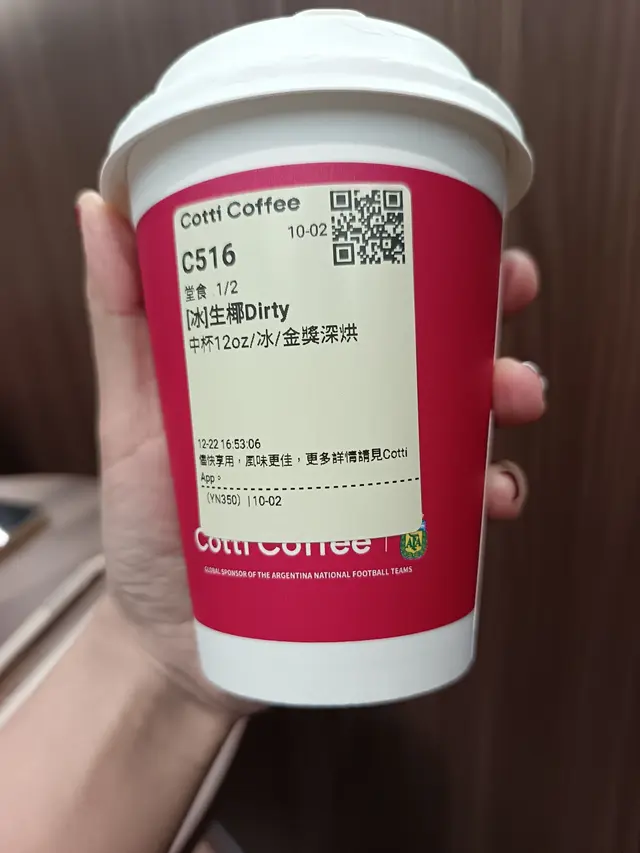 Cotti Coffee
10-02
C516
堂食 1/2
[冰]生椰Dirty
中杯12oz/冰/金獎深烘
12-22 16:53:06
儘快享用，風味更佳，更多詳情請見Cotti
App。
（YN350）| 10-02
Cotti Coffee
AFA
GLOBAL SPONSOR OF THE ARGENTINA NATIONAL FOOTBALL TEAMS